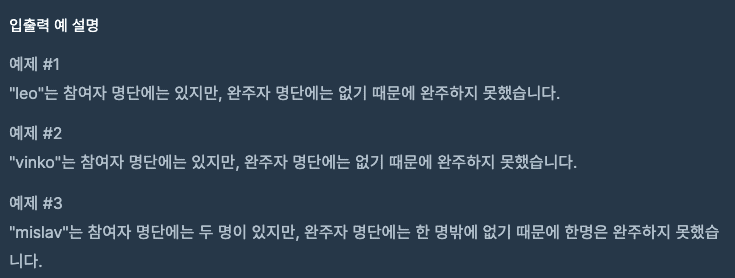 입출력 예 설명
예제 #1
"leo"는 참여자 명단에는 있지만, 완주자 명단에는 없기 때문에 완주하지 못했습니다.
예제 #2
"vinko"는 참여자 명단에는 있지만, 완주자 명단에는 없기 때문에 완주하지 못했습니다.
예제 #3
"mislav"는 참여자 명단에는 두 명이 있지만, 완주자 명단에는 한 명밖에 없기 때문에 한명은 완주하지 못했습
니다.